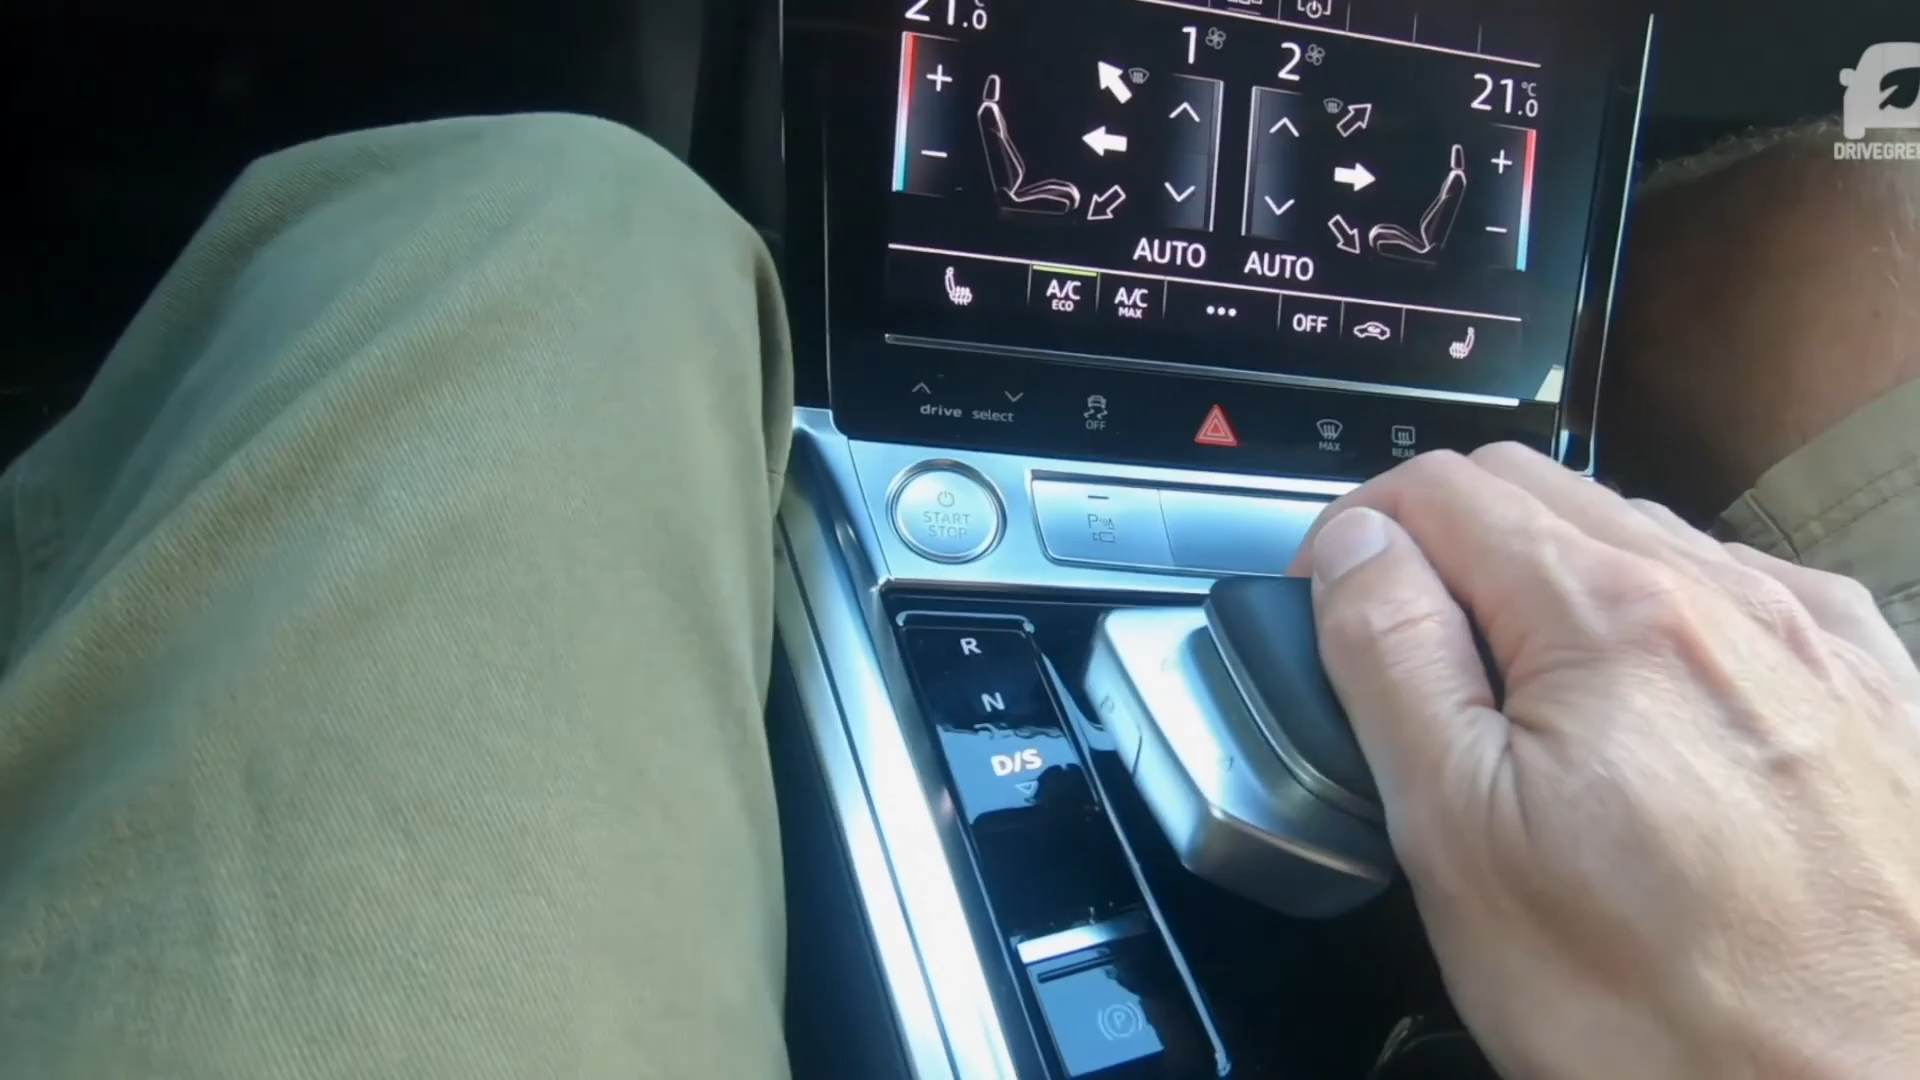 21.0
1
2
21.0°C
+
+
−
−
AUTO
AUTO
A/C
ECO
A/C
MAX
•••
OFF
drive select
OFF
MAX
REAR
START
STOP
P
R
N
D/S
P
DRIVEGREE